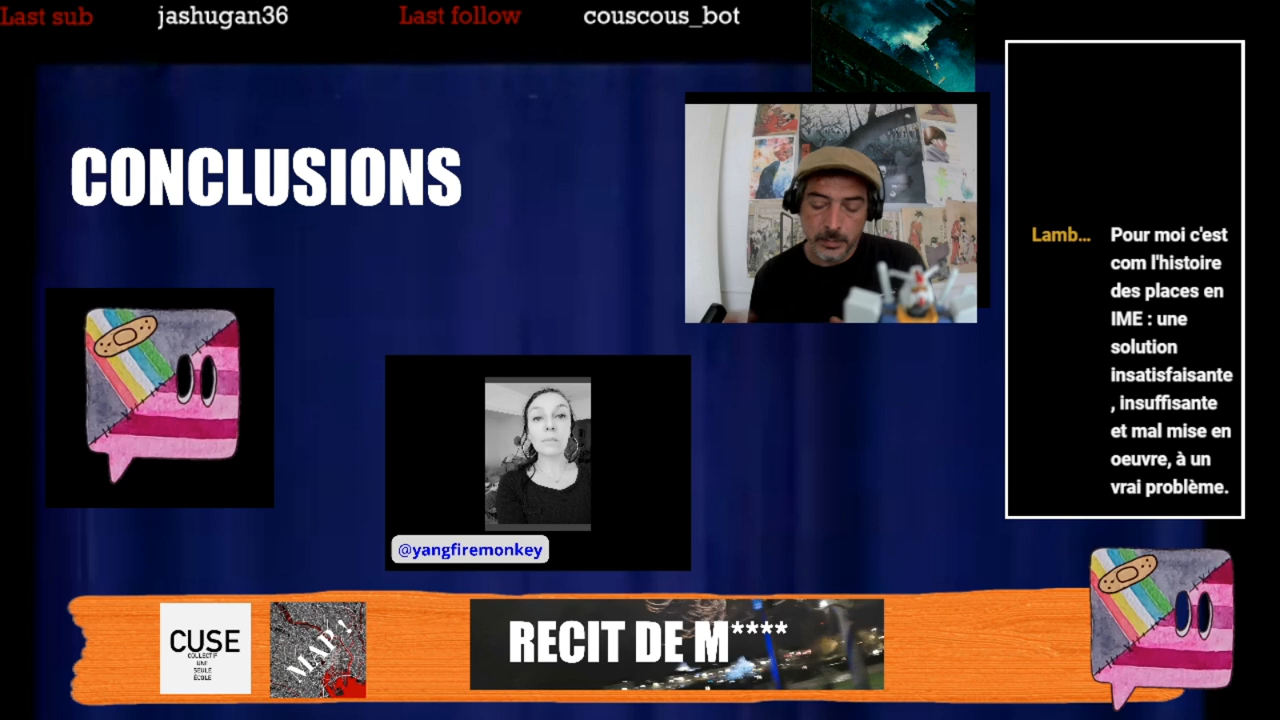 Last sub jashugan36 Last follow couscous_bot
CONCLUSIONS
Lamb... Pour moi c'est
com l'histoire
des places en
IME : une
solution
insatisfaisante
, insuffisante
et mal mise en
oeuvre, à un
vrai problème.
@yangfiremonkey
CUSE
COLLECTIF
UNE
SEULE
ÉCOLE
MAP !
RECIT DE M****